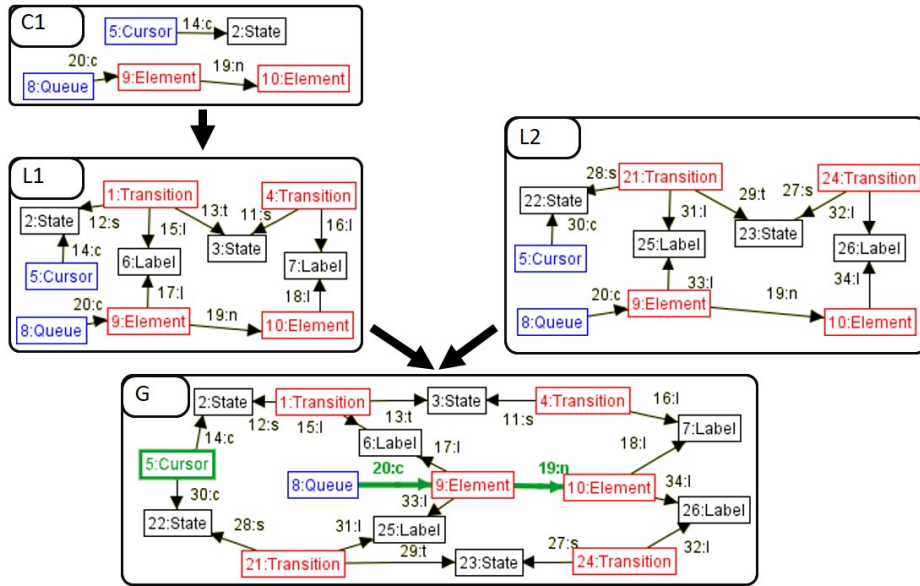 C1
14:c
5:Cursor
2:State
20:c
19:n
9:Element
10:Element
8:Queue
L1
1:Transition
4:Transition
2:State
12:s
13:t
11:s
15:l
16:l
3:State
14:c
6:Label
7:Label
5:Cursor
17:l
18:l
20:c
19:n
8:Queue
9:Element
10:Element
L2
28:s
21:Transition
24:Transition
22:State
29:t
27:s
30:c
31:l
32:l
23:State
25:Label
26:Label
5:Cursor
33:l
34:l
20:c
19:n
9:Element
8:Queue
10:Element
G
2:State
1:Transition
3:State
4:Transition
16:l
12:s
13:t
11:s
15:l
7:Label
14:c
6:Label
17:l
18:l
5:Cursor
20:c
19:n
8:Queue
9:Element
10:Element
34:l
30:c
33:l
26:Label
22:State
28:s
31:l
25:Label
32:l
29:t
27:s
21:Transition
23:State
24:Transition